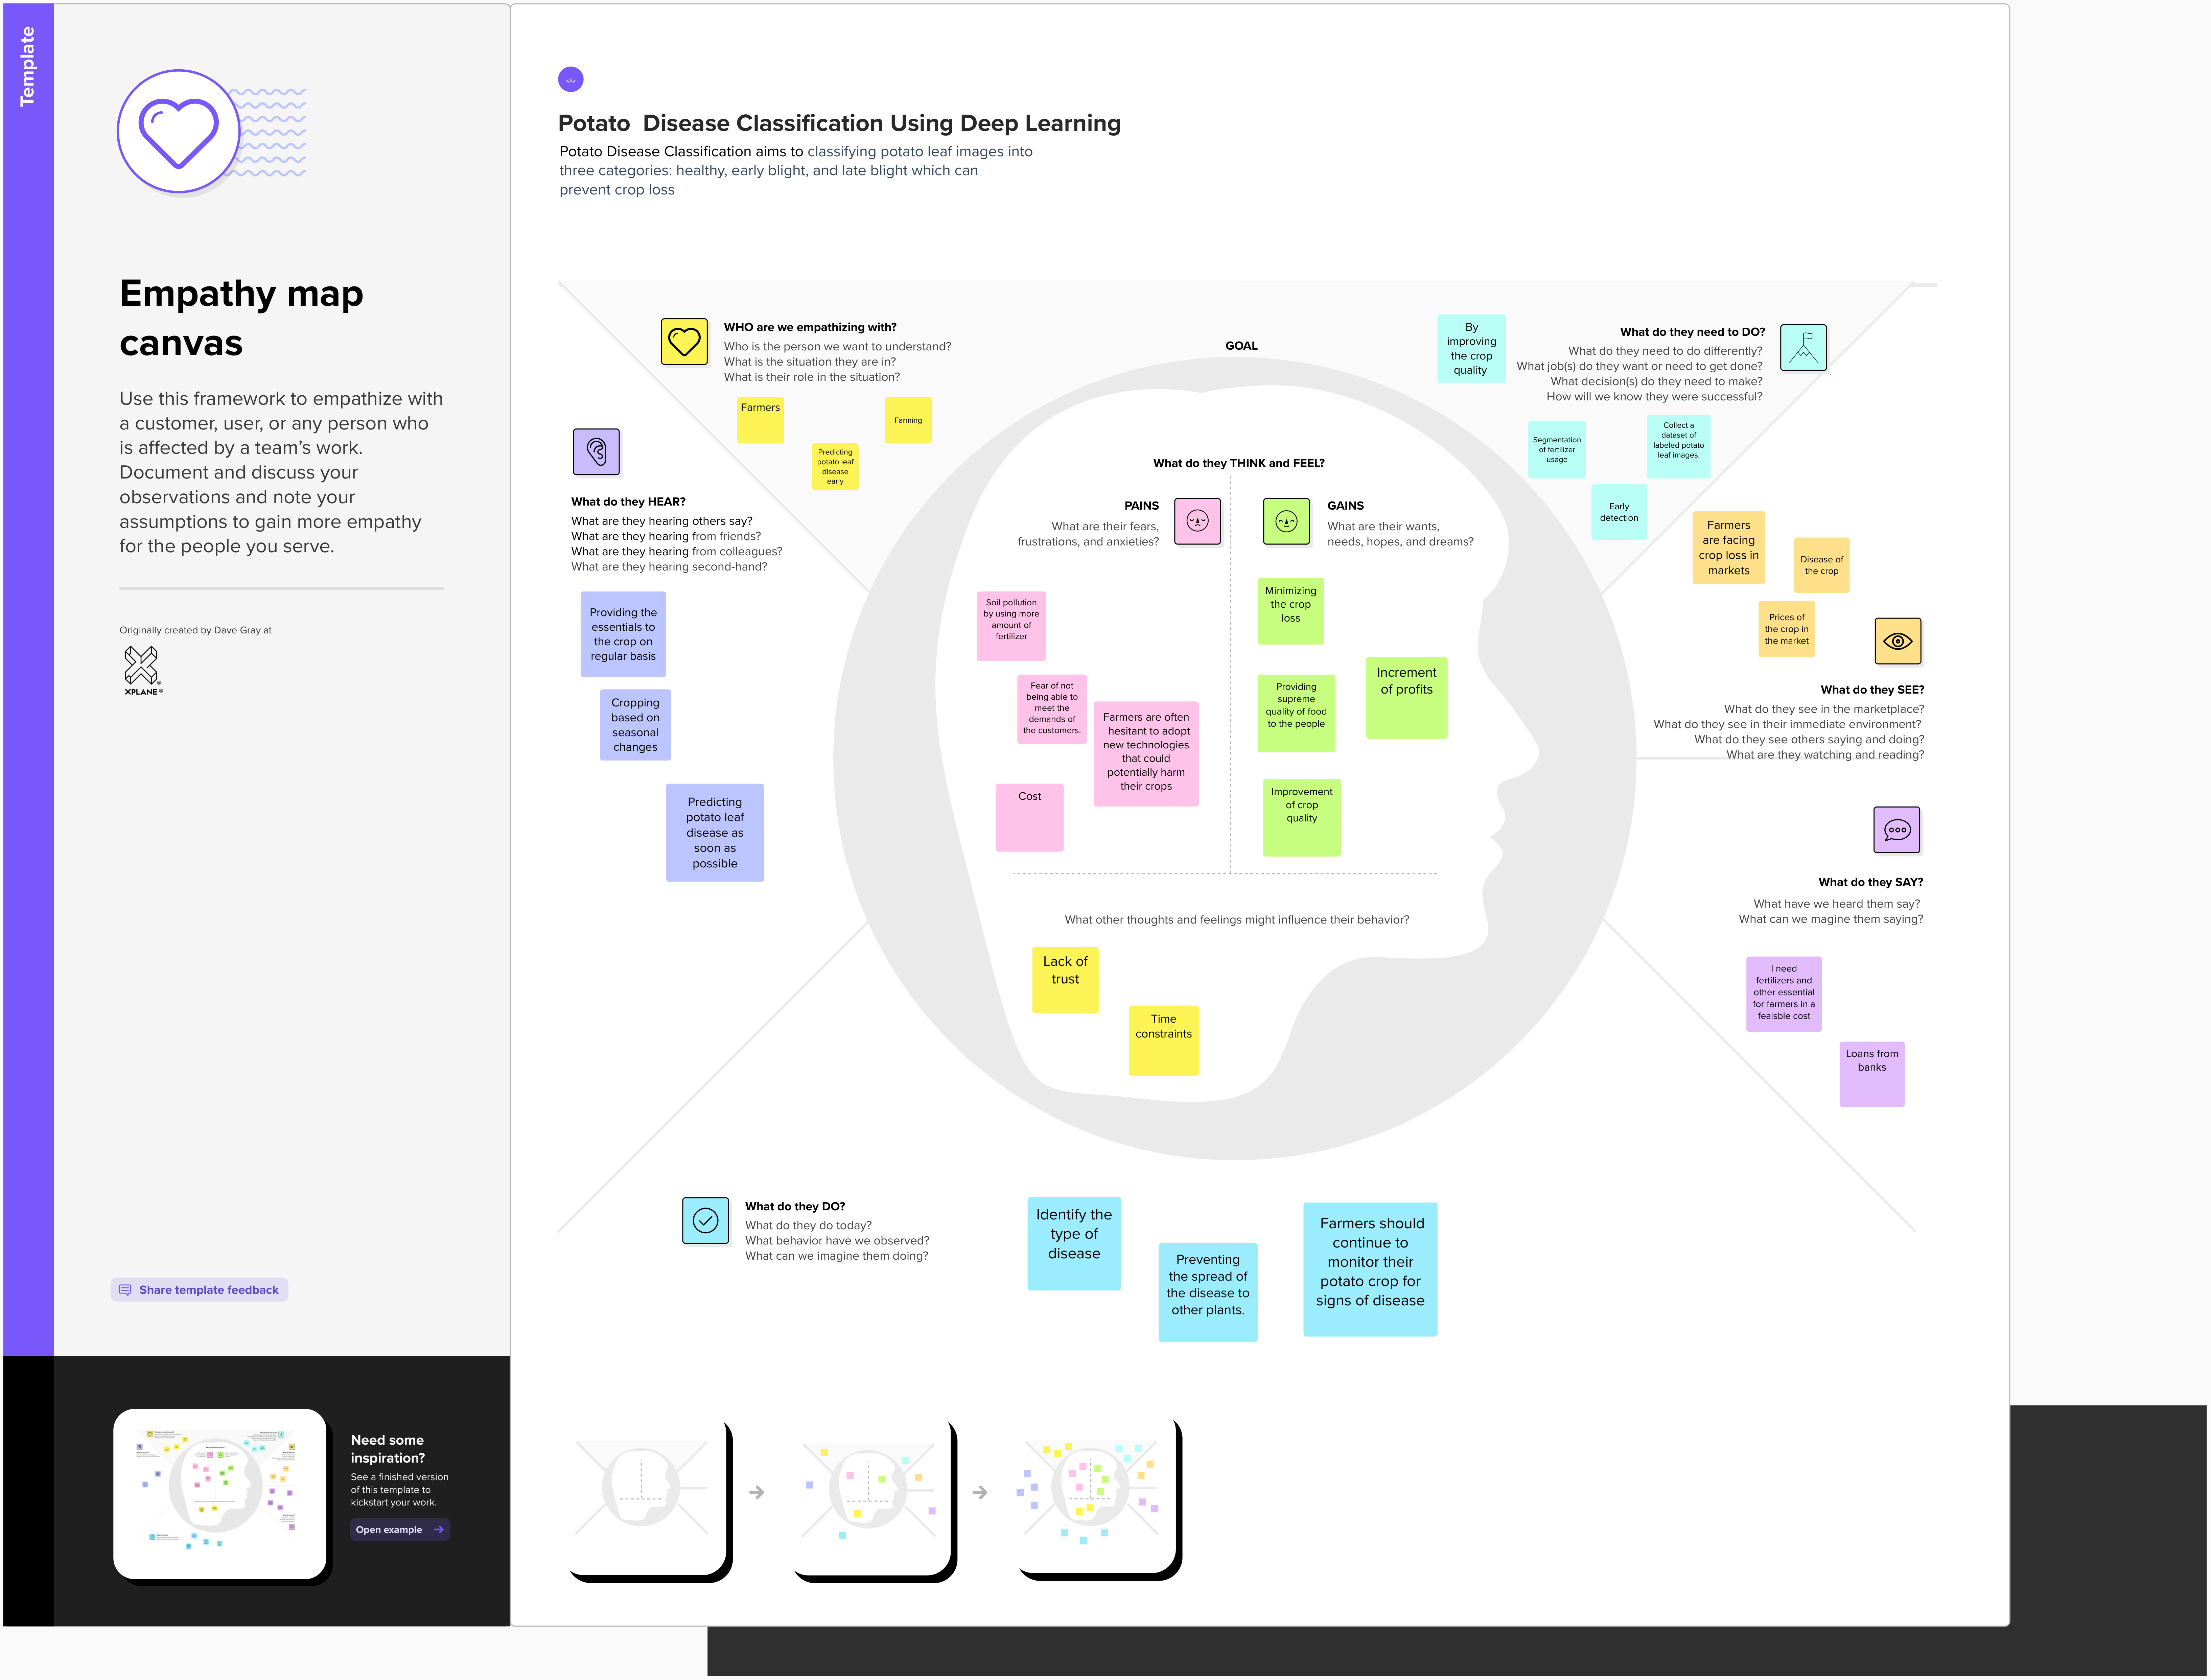 Template
Empathy map
canvas
Use this framework to empathize with
a customer, user, or any person who
is affected by a team's work.
Document and discuss your
observations and note your
assumptions to gain more empathy
for the people you serve.
Originally created by Dave Gray at
XPLANE®
Share template feedback
Need some
inspiration?
See a finished version
of this template to
kickstart your work.
Open example
Potato  Disease Classification Using Deep Learning
Potato Disease Classification aims to classifying potato leaf images into
three categories: healthy, early blight, and late blight which can
prevent crop loss
WHO are we empathizing with?
Who is the person we want to understand?
What is the situation they are in?
What is their role in the situation?
Farmers
Farming
Predicting
potato leaf
disease
early
GOAL
By
improving
the crop
quality
What do they need to DO?
What do they need to do differently?
What job(s) do they want or need to get done?
What decision(s) do they need to make?
How will we know they were successful?
Segmentation
of fertilizer
usage
Collect a
dataset of
labeled potato
leaf images.
Early
detection
What do they HEAR?
What are they hearing others say?
What are they hearing from friends?
What are they hearing from colleagues?
What are they hearing second-hand?
Providing the
essentials to
the crop on
regular basis
Cropping
based on
seasonal
changes
Predicting
potato leaf
disease as
soon as
possible
What do they THINK and FEEL?
PAINS
What are their fears,
frustrations, and anxieties?
GAINS
What are their wants,
needs, hopes, and dreams?
Soil pollution
by using more
amount of
fertilizer
Fear of not
being able to
meet the
demands of
the customers.
Farmers are often
hesitant to adopt
new technologies
that could
potentially harm
their crops
Cost
Minimizing
the crop
loss
Increment
of profits
Providing
supreme
quality of food
to the people
Improvement
of crop
quality
What other thoughts and feelings might influence their behavior?
Lack of
trust
Time
constraints
Farmers
are facing
crop loss in
markets
Disease of
the crop
Prices of
the crop in
the market
What do they SEE?
What do they see in the marketplace?
What do they see in their immediate environment?
What do they see others saying and doing?
What are they watching and reading?
What do they SAY?
What have we heard them say?
What can we magine them saying?
I need
fertilizers and
other essential
for farmers in a
feaisble cost
Loans from
banks
What do they DO?
What do they do today?
What behavior have we observed?
What can we imagine them doing?
Identify the
type of
disease
Preventing
the spread of
the disease to
other plants.
Farmers should
continue to
monitor their
potato crop for
signs of disease